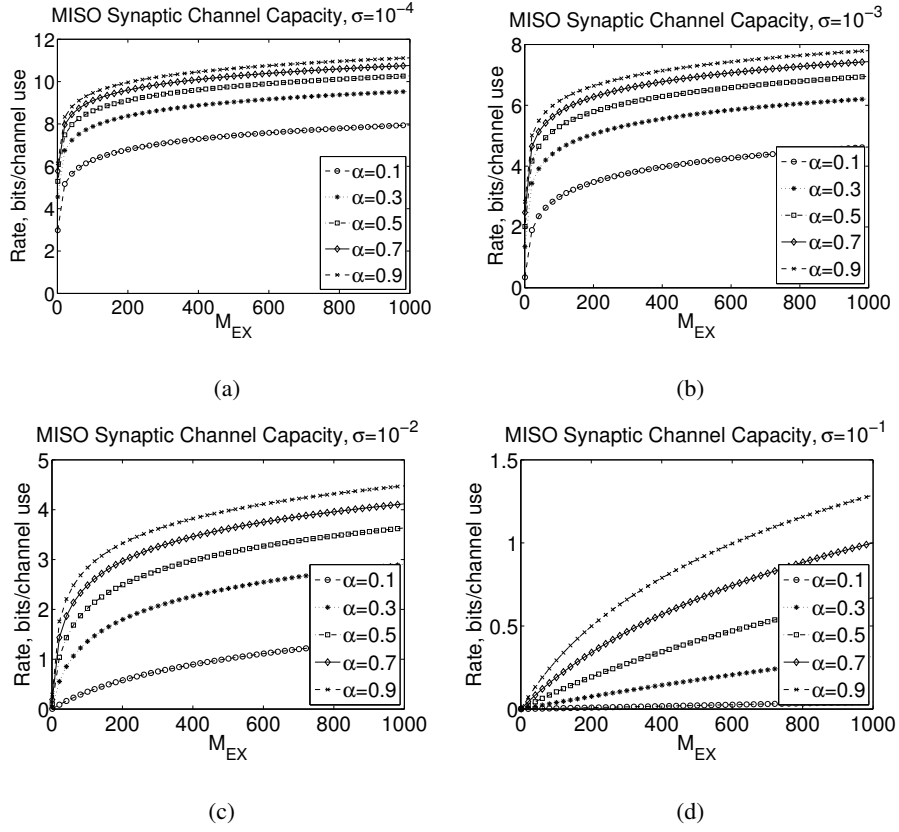 MISO Synaptic Channel Capacity, σ=10⁻⁴
Rate, bits/channel use
12
10
8
6
4
2
0
0 200 400 600 800 1000
M_EX
α=0.1
α=0.3
α=0.5
α=0.7
α=0.9
(a)
MISO Synaptic Channel Capacity, σ=10⁻³
Rate, bits/channel use
8
6
4
2
0
0 200 400 600 800 1000
M_EX
α=0.1
α=0.3
α=0.5
α=0.7
α=0.9
(b)
MISO Synaptic Channel Capacity, σ=10⁻²
Rate, bits/channel use
5
4
3
2
1
0
0 200 400 600 800 1000
M_EX
α=0.1
α=0.3
α=0.5
α=0.7
α=0.9
(c)
MISO Synaptic Channel Capacity, σ=10⁻¹
Rate, bits/channel use
1.5
1
0.5
0
0 200 400 600 800 1000
M_EX
α=0.1
α=0.3
α=0.5
α=0.7
α=0.9
(d)